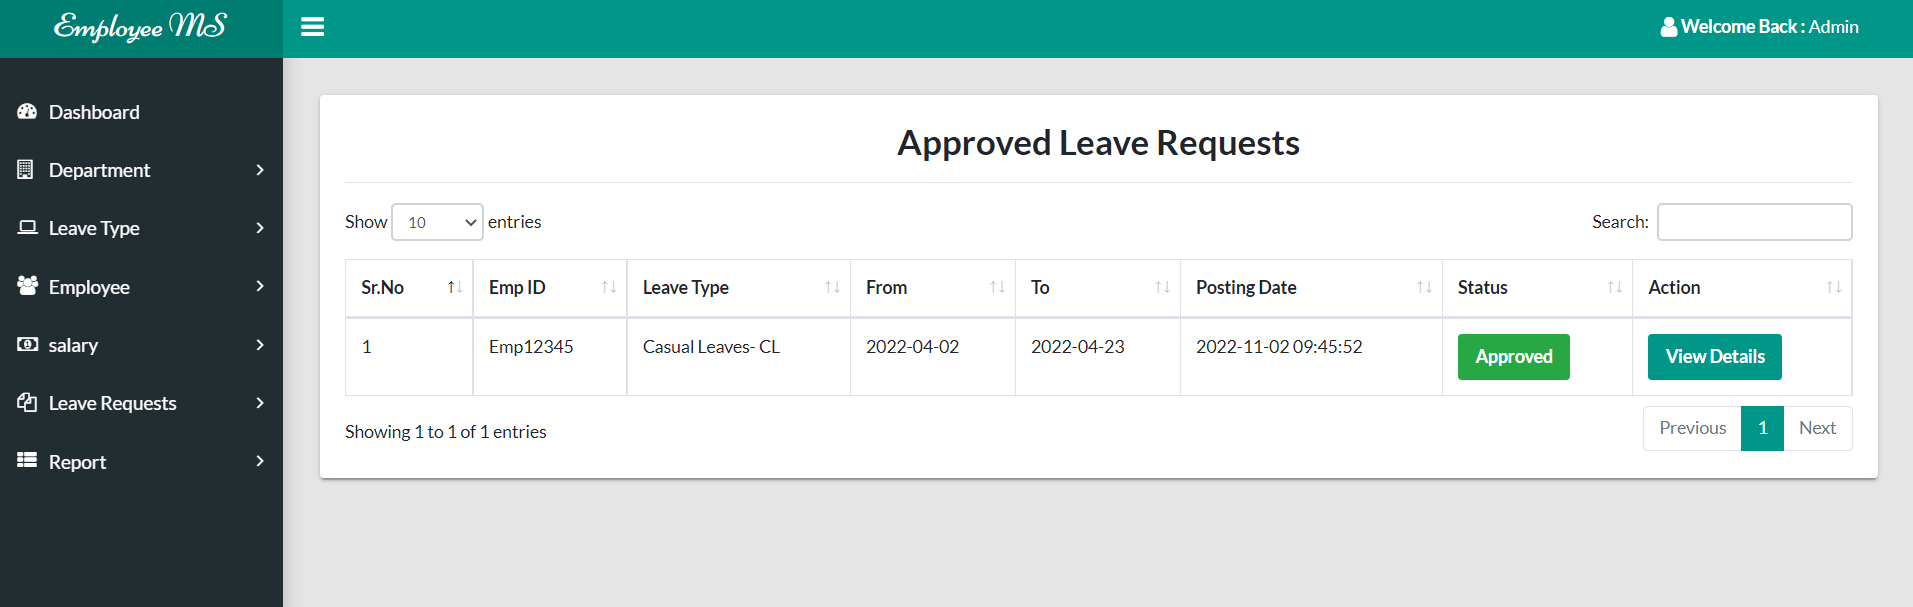 Employee MS
Welcome Back : Admin
Dashboard
Department
Leave Type
Employee
salary
Leave Requests
Report
Approved Leave Requests
Show 10 entries
Search:
Sr.No Emp ID Leave Type From To Posting Date Status Action
1 Emp12345 Casual Leaves- CL 2022-04-02 2022-04-23 2022-11-02 09:45:52 Approved View Details
Showing 1 to 1 of 1 entries
Previous 1 Next